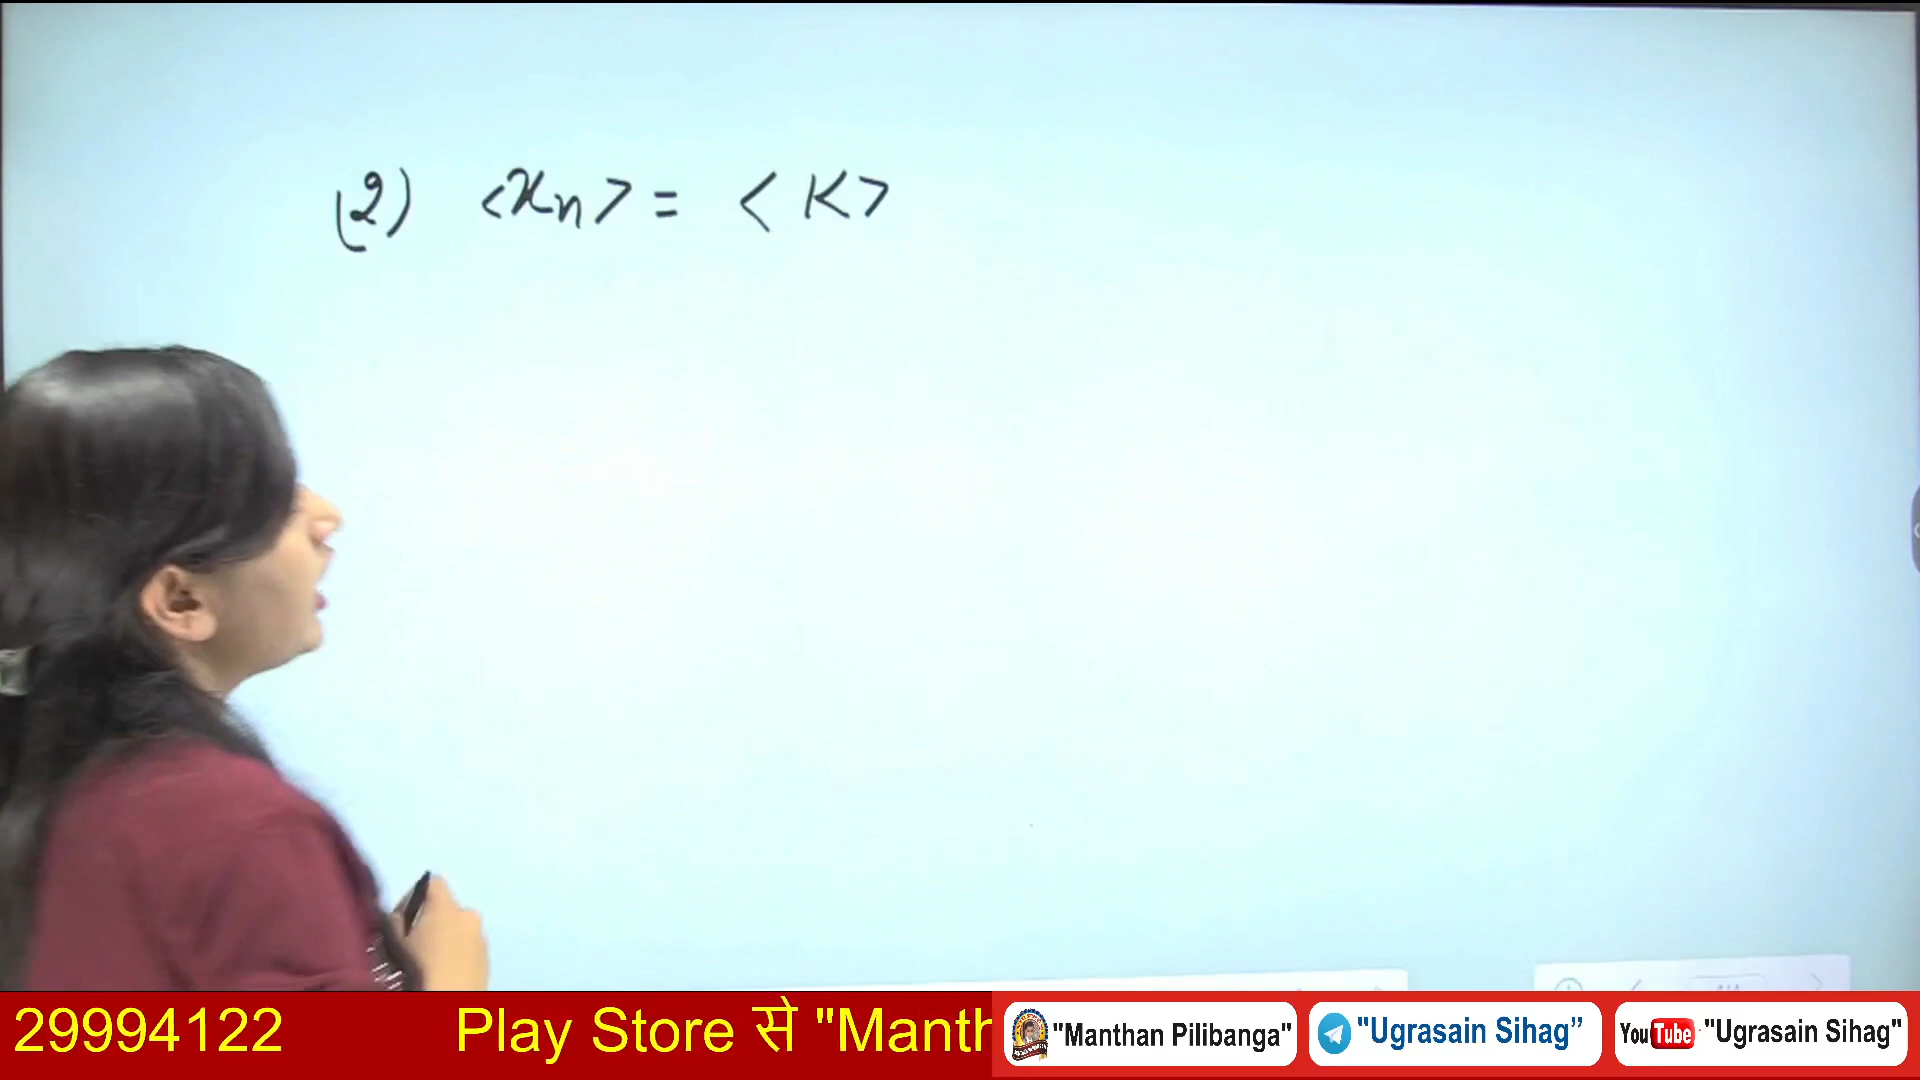 (2) <xn> = <K>
29994122 Play Store से "Manth
"Manthan Pilibanga"
"Ugrasain Sihag"
YouTube "Ugrasain Sihag"